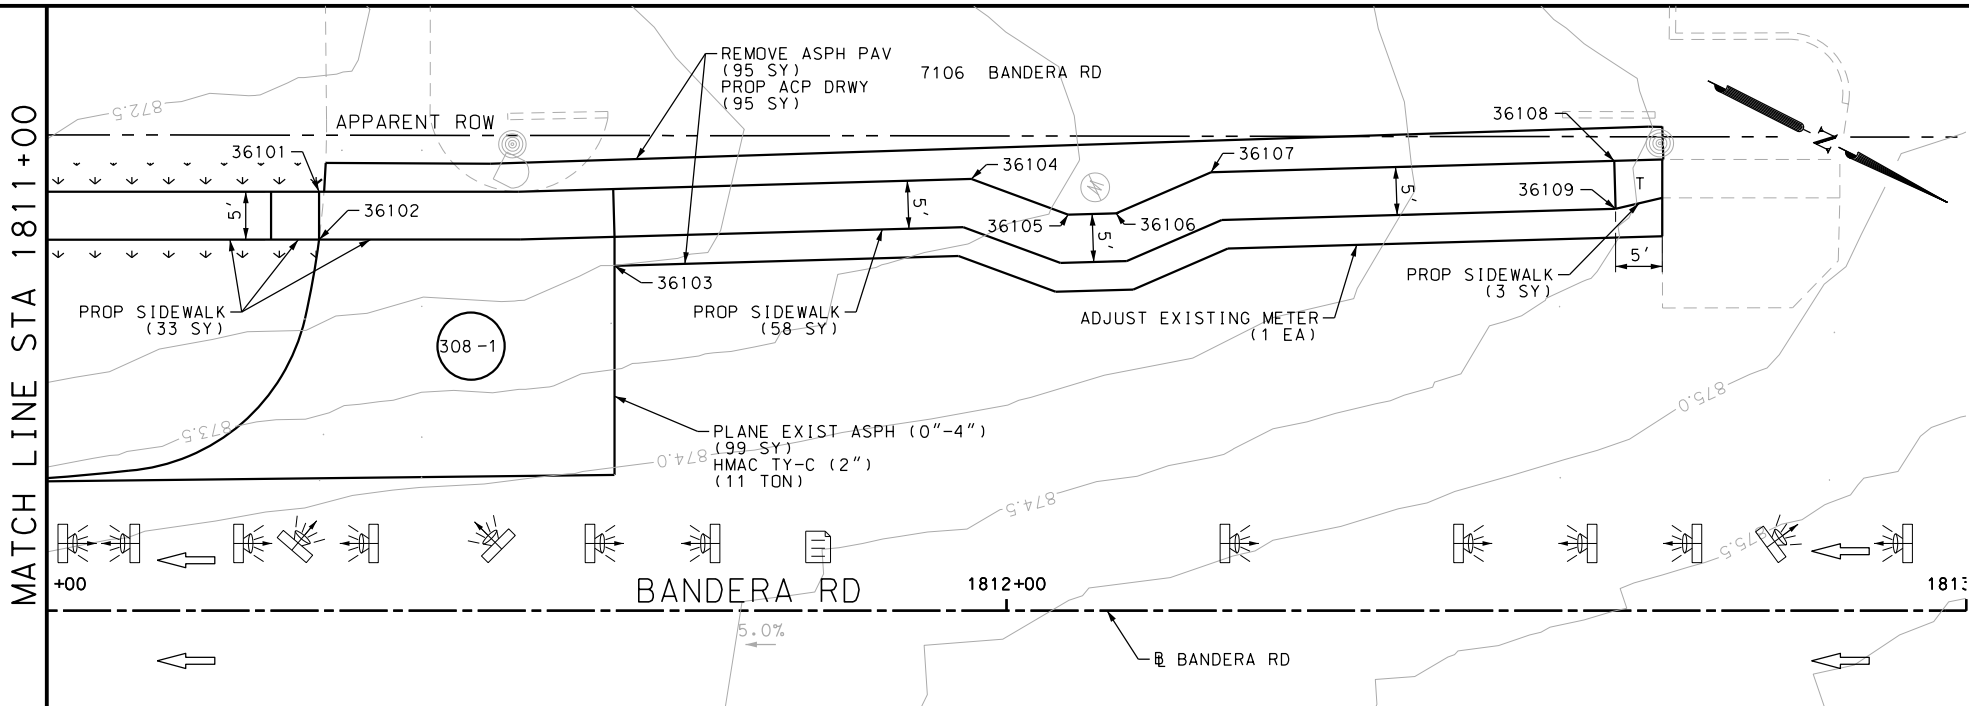 MATCH LINE STA 1811+00
REMOVE ASPH PAV
(95 SY)
PROP ACP DRWY
(95 SY)
7106 BANDERA RD
872.5
APPARENT ROW
36101
36102
36103
36104
36105
36106
36107
36108
36109
5'
5'
5'
5'
5'
T
N
W
PROP SIDEWALK
(33 SY)
308-1
PROP SIDEWALK
(58 SY)
ADJUST EXISTING METER
(1 EA)
PROP SIDEWALK
(3 SY)
PLANE EXIST ASPH (0"-4")
(99 SY)
HMAC TY-C (2")
(11 TON)
873.5
874.0
874.5
875.0
875.5
+00
BANDERA RD
1812+00
1813
5.0%
BL BANDERA RD